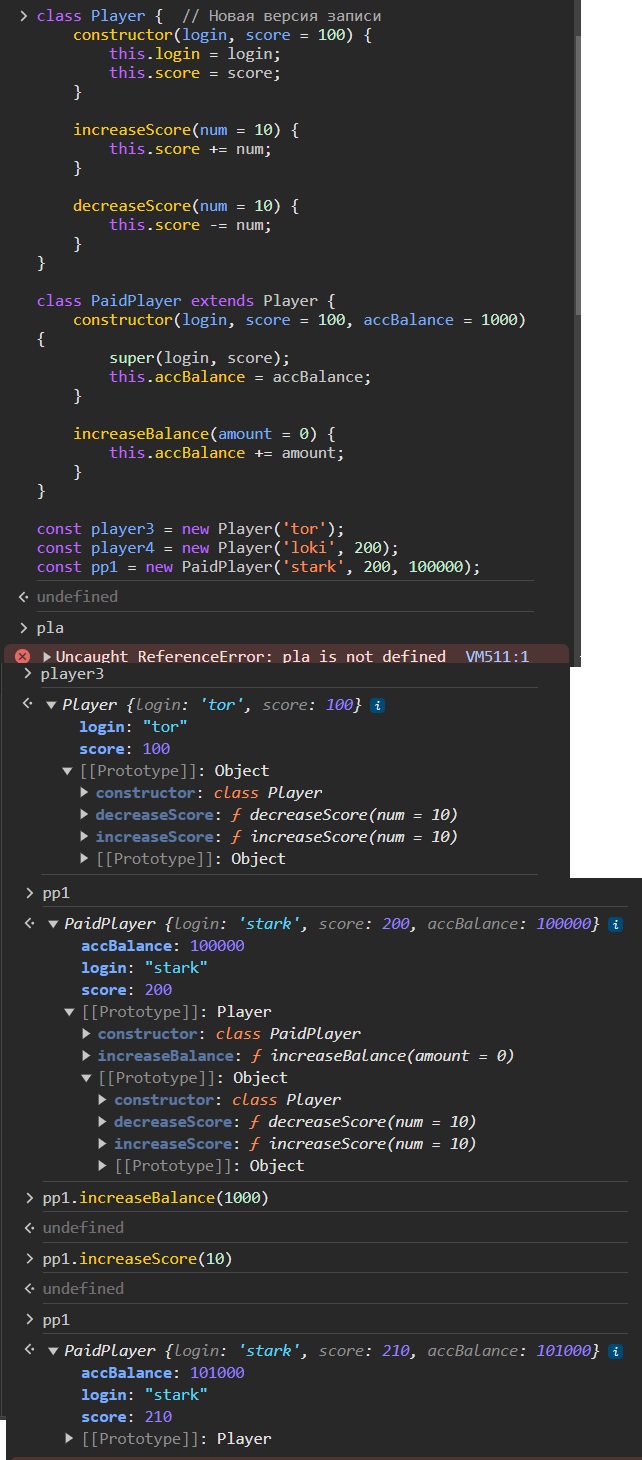 class Player {  // Новая версия записи
    constructor(login, score = 100) {
        this.login = login;
        this.score = score;
    }

    increaseScore(num = 10) {
        this.score += num;
    }

    decreaseScore(num = 10) {
        this.score -= num;
    }
}

class PaidPlayer extends Player {
    constructor(login, score = 100, accBalance = 1000)
{
        super(login, score);
        this.accBalance = accBalance;
    }

    increaseBalance(amount = 0) {
        this.accBalance += amount;
    }
}

const player3 = new Player('tor');
const player4 = new Player('loki', 200);
const pp1 = new PaidPlayer('stark', 200, 100000);
undefined
pla
Uncaught ReferenceError: pla is not defined VM511:1
player3
Player {login: 'tor', score: 100} i
login: "tor"
score: 100
[[Prototype]]: Object
constructor: class Player
decreaseScore: ƒ decreaseScore(num = 10)
increaseScore: ƒ increaseScore(num = 10)
[[Prototype]]: Object
pp1
PaidPlayer {login: 'stark', score: 200, accBalance: 100000} i
accBalance: 100000
login: "stark"
score: 200
[[Prototype]]: Player
constructor: class PaidPlayer
increaseBalance: ƒ increaseBalance(amount = 0)
[[Prototype]]: Object
constructor: class Player
decreaseScore: ƒ decreaseScore(num = 10)
increaseScore: ƒ increaseScore(num = 10)
[[Prototype]]: Object
pp1.increaseBalance(1000)
undefined
pp1.increaseScore(10)
undefined
pp1
PaidPlayer {login: 'stark', score: 210, accBalance: 101000} i
accBalance: 101000
login: "stark"
score: 210
[[Prototype]]: Player